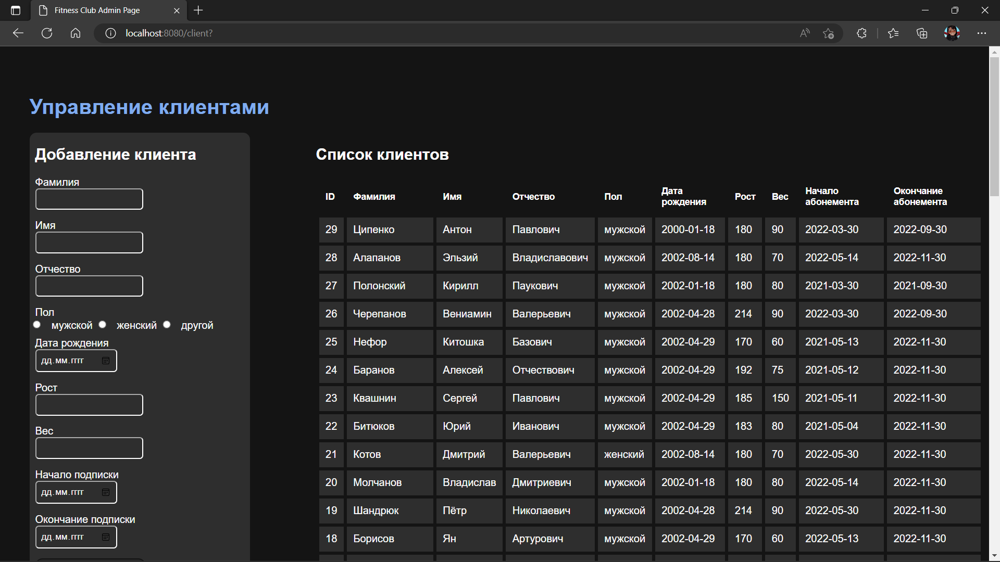 Fitness Club Admin Page
localhost:8080/client?
Управление клиентами
Добавление клиента
Фамилия
Имя
Отчество
Пол
мужской женский другой
Дата рождения
дд.мм.гггг
Рост
Вес
Начало подписки
дд.мм.гггг
Окончание подписки
дд.мм.гггг
Список клиентов
ID Фамилия Имя Отчество Пол Дата рождения Рост Вес Начало абонемента Окончание абонемента
29 Ципенко Антон Павлович мужской 2000-01-18 180 90 2022-03-30 2022-09-30
28 Алапанов Эльзий Владиславович мужской 2002-08-14 180 70 2022-05-14 2022-11-30
27 Полонский Кирилл Паукович мужской 2002-01-18 180 80 2021-03-30 2021-09-30
26 Черепанов Вениамин Валерьевич мужской 2002-04-28 214 90 2022-03-30 2022-09-30
25 Нефор Китошка Базович мужской 2002-04-29 170 60 2021-05-13 2022-11-30
24 Баранов Алексей Отчествович мужской 2002-04-29 192 75 2021-05-12 2022-11-30
23 Квашнин Сергей Павлович мужской 2002-04-29 185 150 2021-05-11 2022-11-30
22 Битюков Юрий Иванович мужской 2002-04-29 183 80 2021-05-04 2022-11-30
21 Котов Дмитрий Валерьевич женский 2002-08-14 180 70 2022-05-30 2022-11-30
20 Молчанов Владислав Дмитриевич мужской 2002-01-18 180 80 2022-05-14 2022-11-30
19 Шандрюк Пётр Николаевич мужской 2002-04-28 214 90 2022-05-30 2022-11-30
18 Борисов Ян Артурович мужской 2002-04-29 170 60 2022-05-13 2022-11-30